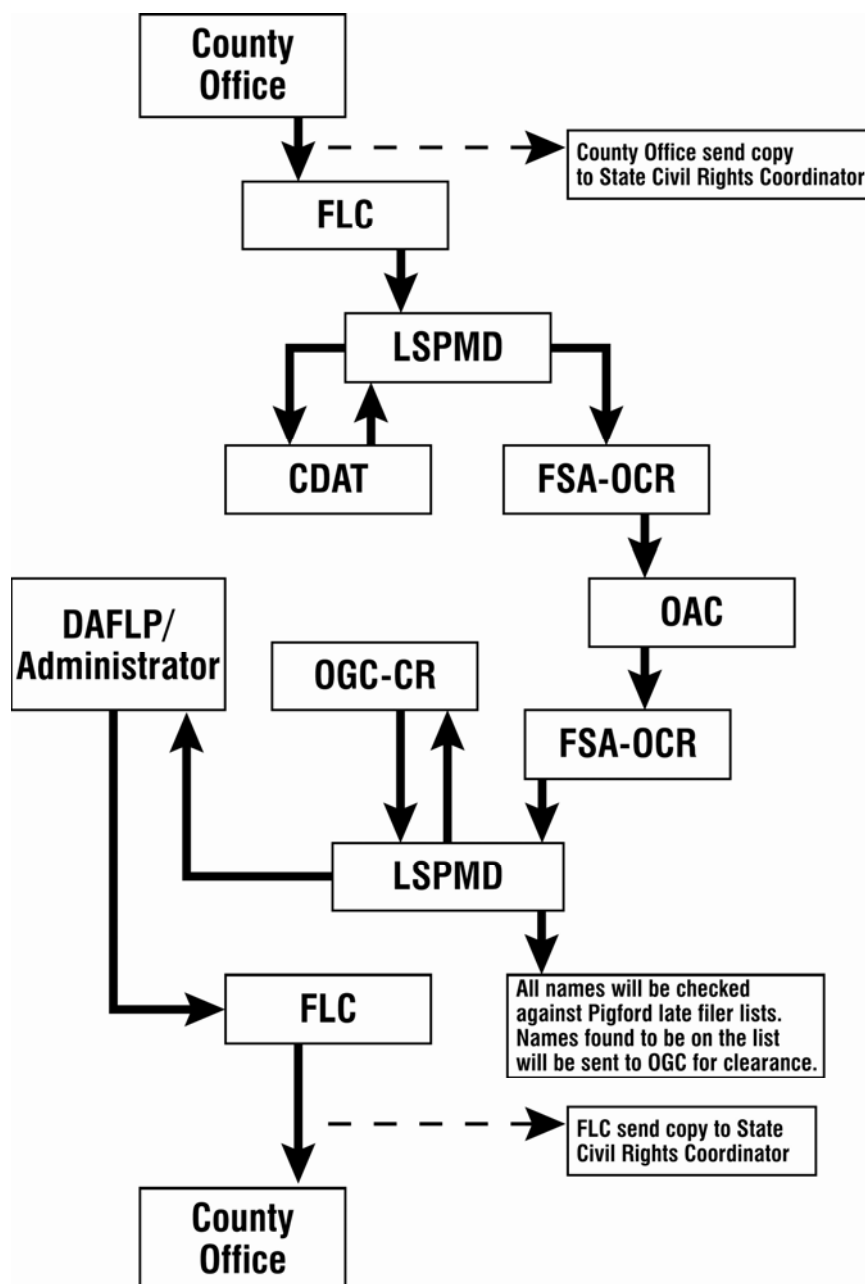 County
Office
County Office send copy
to State Civil Rights Coordinator
FLC
LSPMD
CDAT
FSA-OCR
OAC
DAFLP/
Administrator
OGC-CR
FSA-OCR
LSPMD
FLC
All names will be checked
against Pigford late filer lists.
Names found to be on the list
will be sent to OGC for clearance.
FLC send copy to State
Civil Rights Coordinator
County
Office